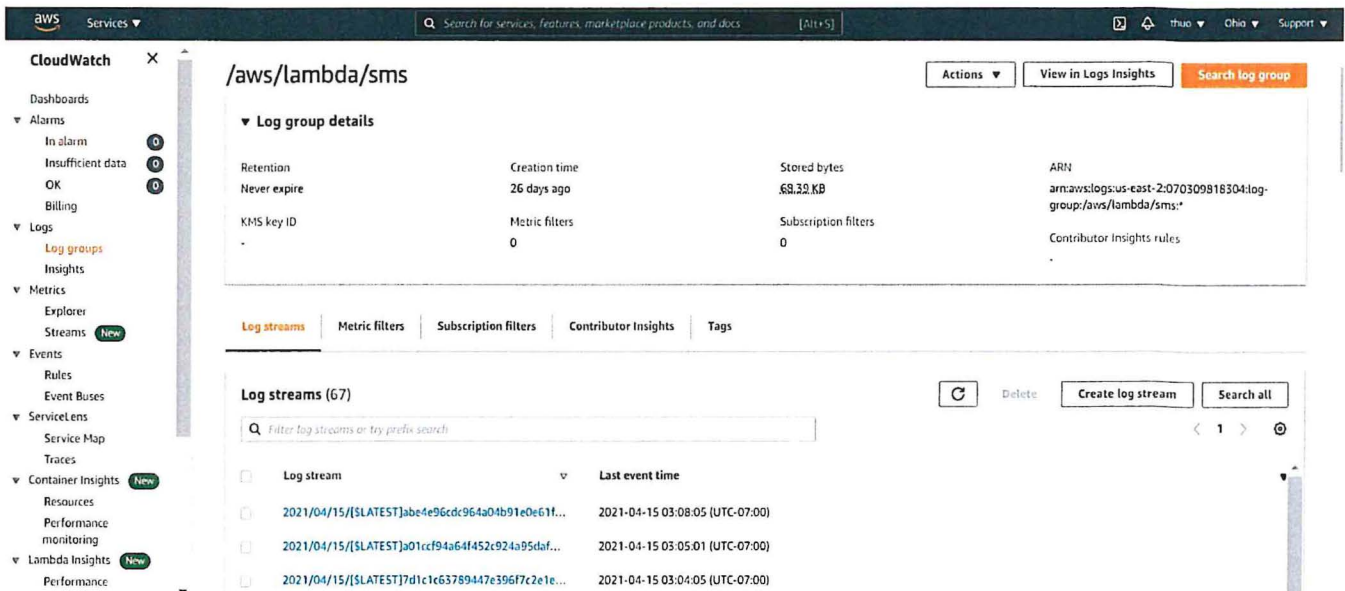 aws Services ▼ Search for services, features, marketplace products, and docs [Alt+S] thuo ▼ Ohio ▼ Support ▼
CloudWatch ×
Dashboards
Alarms
In alarm 0
Insufficient data 0
OK 0
Billing
Logs
Log groups
Insights
Metrics
Explorer
Streams New
Events
Rules
Event Buses
ServiceLens
Service Map
Traces
Container Insights New
Resources
Performance
monitoring
Lambda Insights New
Performance
/aws/lambda/sms
Actions ▼ View in Logs Insights Search log group
▼ Log group details
Retention
Never expire
KMS key ID
-
Creation time
26 days ago
Metric filters
0
Stored bytes
68.39 KB
Subscription filters
0
ARN
arn:aws:logs:us-east-2:070309818304:log-
group:/aws/lambda/sms:*
Contributor Insights rules
-
Log streams Metric filters Subscription filters Contributor Insights Tags
Log streams (67)
Delete Create log stream Search all
Filter log streams or try prefix search
< 1 >
Log stream Last event time
2021/04/15/[$LATEST]abe4e96cdc964a04b91e0e61f... 2021-04-15 03:08:05 (UTC-07:00)
2021/04/15/[$LATEST]a01ccf94a64f452c924a95daf... 2021-04-15 03:05:01 (UTC-07:00)
2021/04/15/[$LATEST]7d1c1c63789447e396f7c2e1e... 2021-04-15 03:04:05 (UTC-07:00)